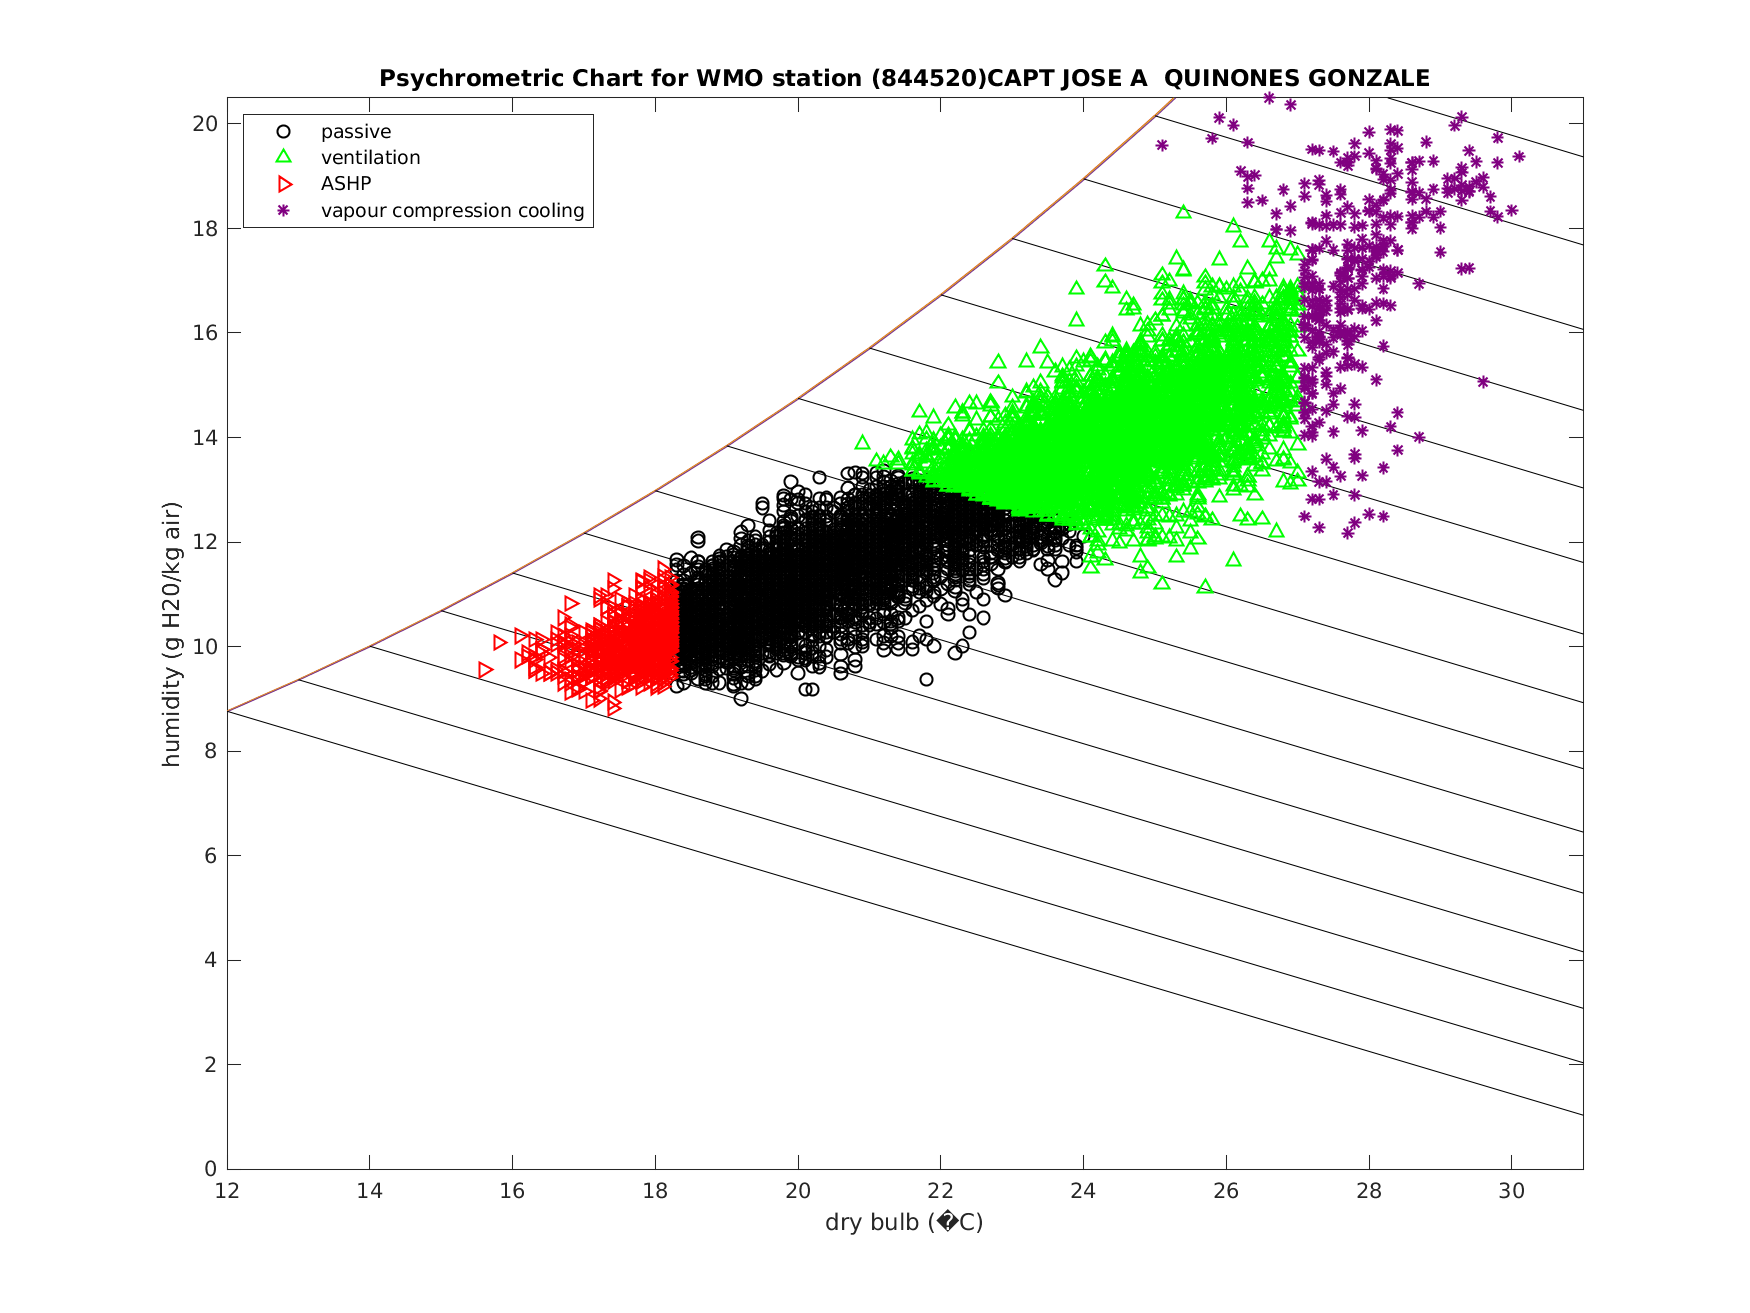 Psychrometric Chart for WMO station (844520)CAPT JOSE A  QUINONES GONZALE
passive
ventilation
ASHP
vapour compression cooling
humidity (g H20/kg air)
20
18
16
14
12
10
8
6
4
2
0
12 14 16 18 20 22 24 26 28 30
dry bulb (�C)